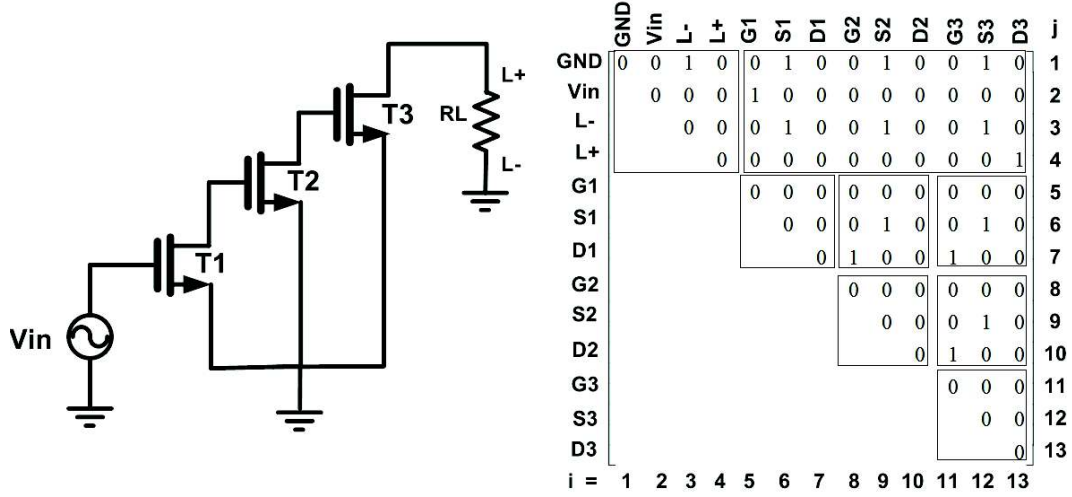 L+
RL
L-
T3
T2
T1
Vin
GND Vin L- L+ G1 S1 D1 G2 S2 D2 G3 S3 D3 j
GND 0 0 1 0 0 1 0 0 1 0 0 1 0 1
Vin 0 0 0 1 0 0 0 0 0 0 0 0 2
L- 0 0 0 1 0 0 1 0 0 1 0 3
L+ 0 0 0 0 0 0 0 0 0 1 4
G1 0 0 0 0 0 0 0 0 0 5
S1 0 0 0 1 0 0 1 0 6
D1 0 1 0 0 1 0 0 7
G2 0 0 0 0 0 0 8
S2 0 0 0 1 0 9
D2 0 1 0 0 10
G3 0 0 0 11
S3 0 0 12
D3 0 13
i = 1 2 3 4 5 6 7 8 9 10 11 12 13